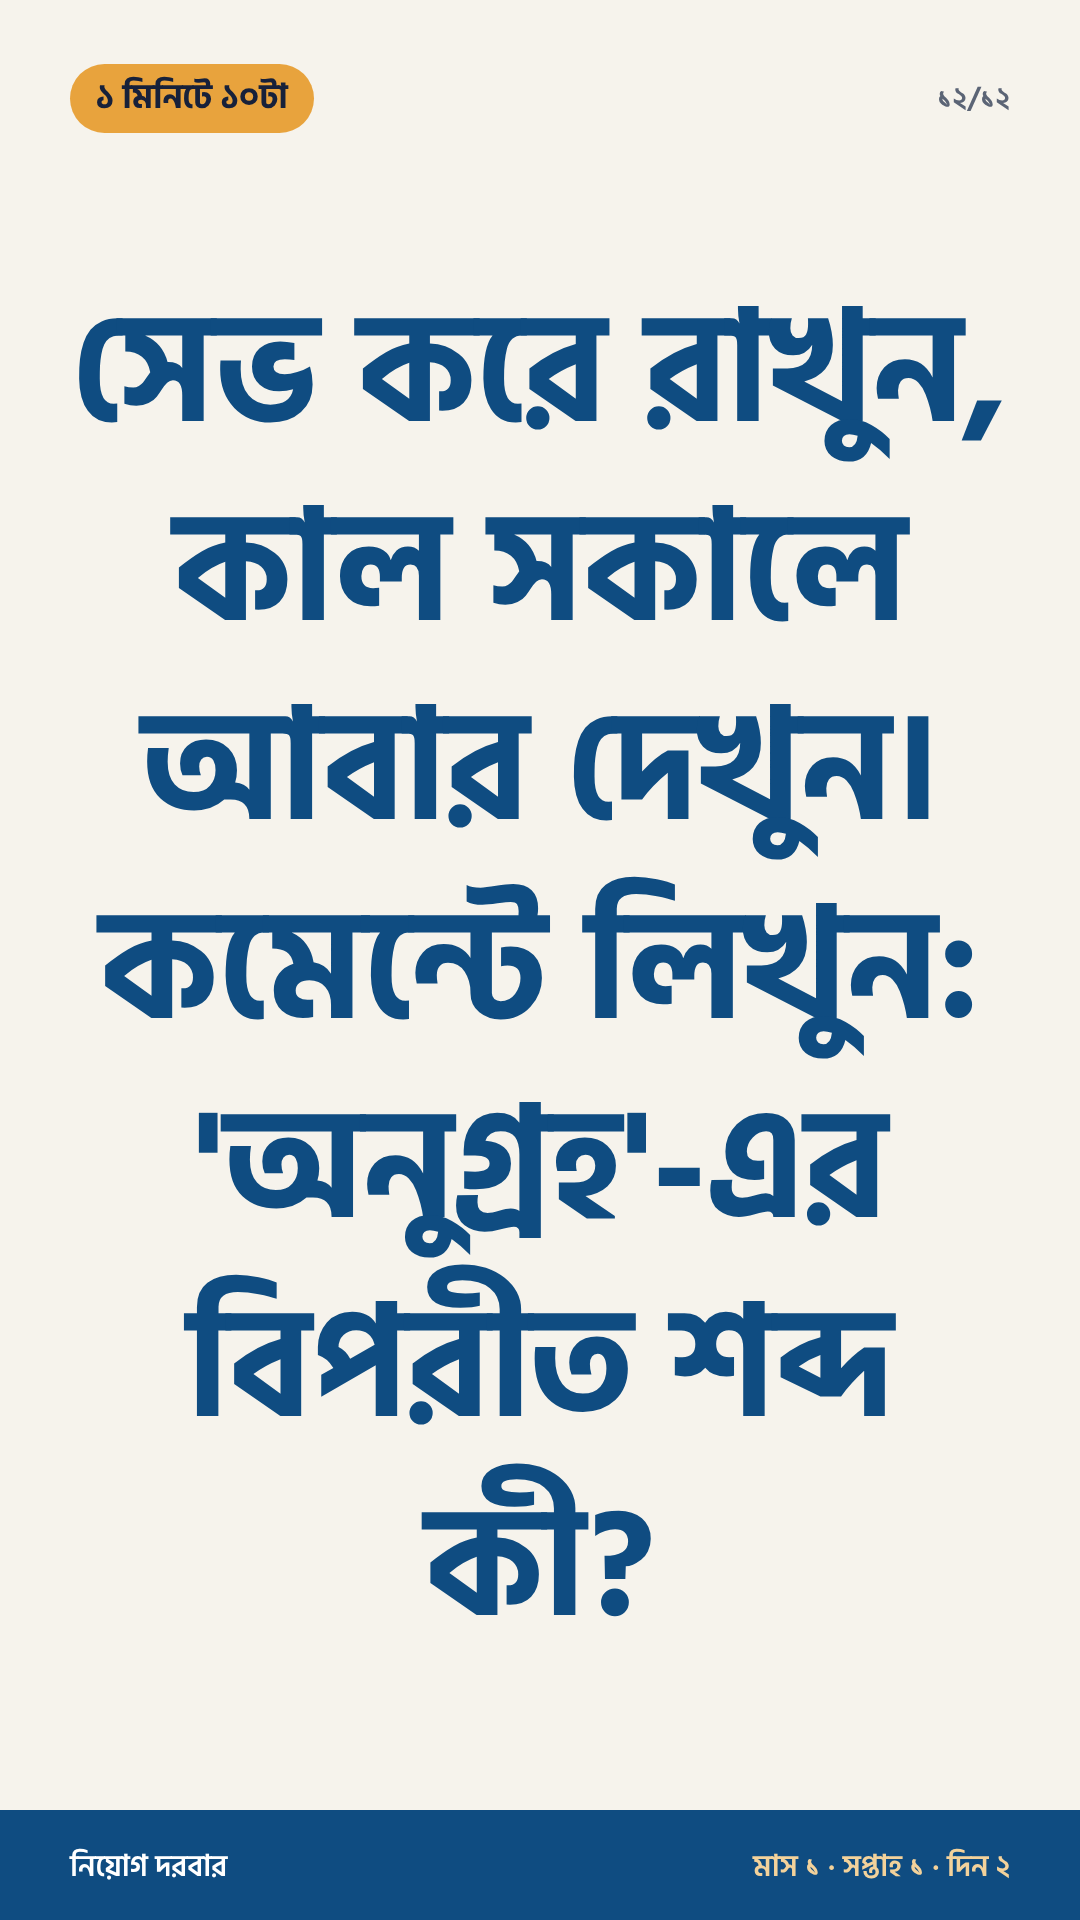 ১ মিনিটে ১০টা
১২/১২
সেভ করে রাখুন,
কাল সকালে
আবার দেখুন।
কমেন্টে লিখুন:
'অনুগ্রহ'-এর
বিপরীত শব্দ
কী?
নিয়োগ দরবার
মাস ১ · সপ্তাহ ১ · দিন ২